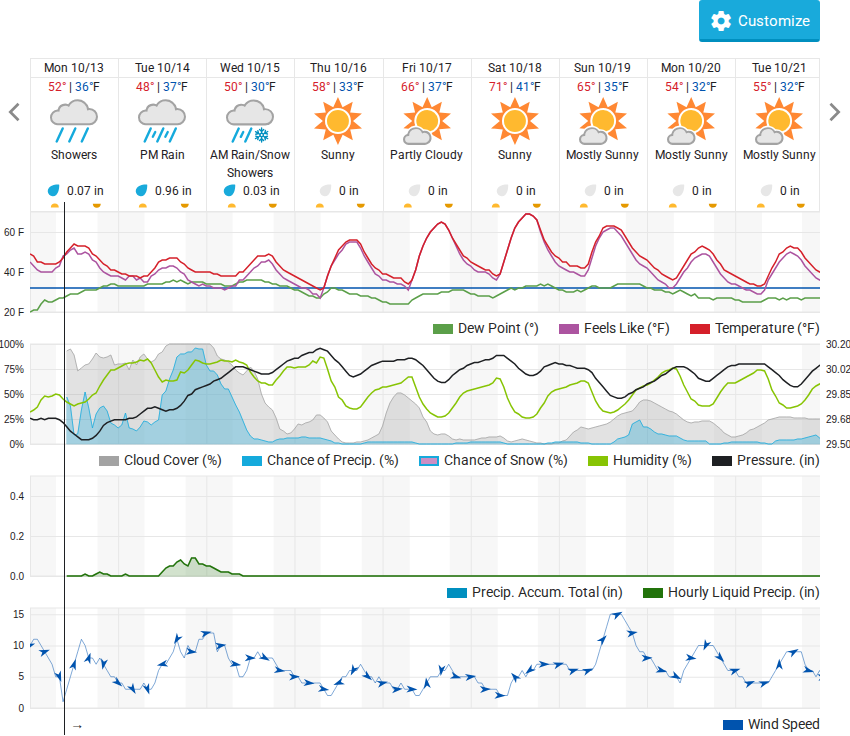 Customize
Mon 10/13 Tue 10/14 Wed 10/15 Thu 10/16 Fri 10/17 Sat 10/18 Sun 10/19 Mon 10/20 Tue 10/21
52° | 36°F 48° | 37°F 50° | 30°F 58° | 33°F 66° | 37°F 71° | 41°F 65° | 35°F 54° | 32°F 55° | 32°F
Showers PM Rain AM Rain/Snow Sunny Partly Cloudy Sunny Mostly Sunny Mostly Sunny Mostly Sunny
Showers
0.07 in 0.96 in 0.03 in 0 in 0 in 0 in 0 in 0 in 0 in
60 F
40 F
20 F
Dew Point (°) Feels Like (°F) Temperature (°F)
100% 30.20
75% 30.02
50% 29.85
25% 29.68
0% 29.50
Cloud Cover (%) Chance of Precip. (%) Chance of Snow (%) Humidity (%) Pressure. (in)
0.4
0.2
0.0
Precip. Accum. Total (in) Hourly Liquid Precip. (in)
15
10
5
0
→
Wind Speed